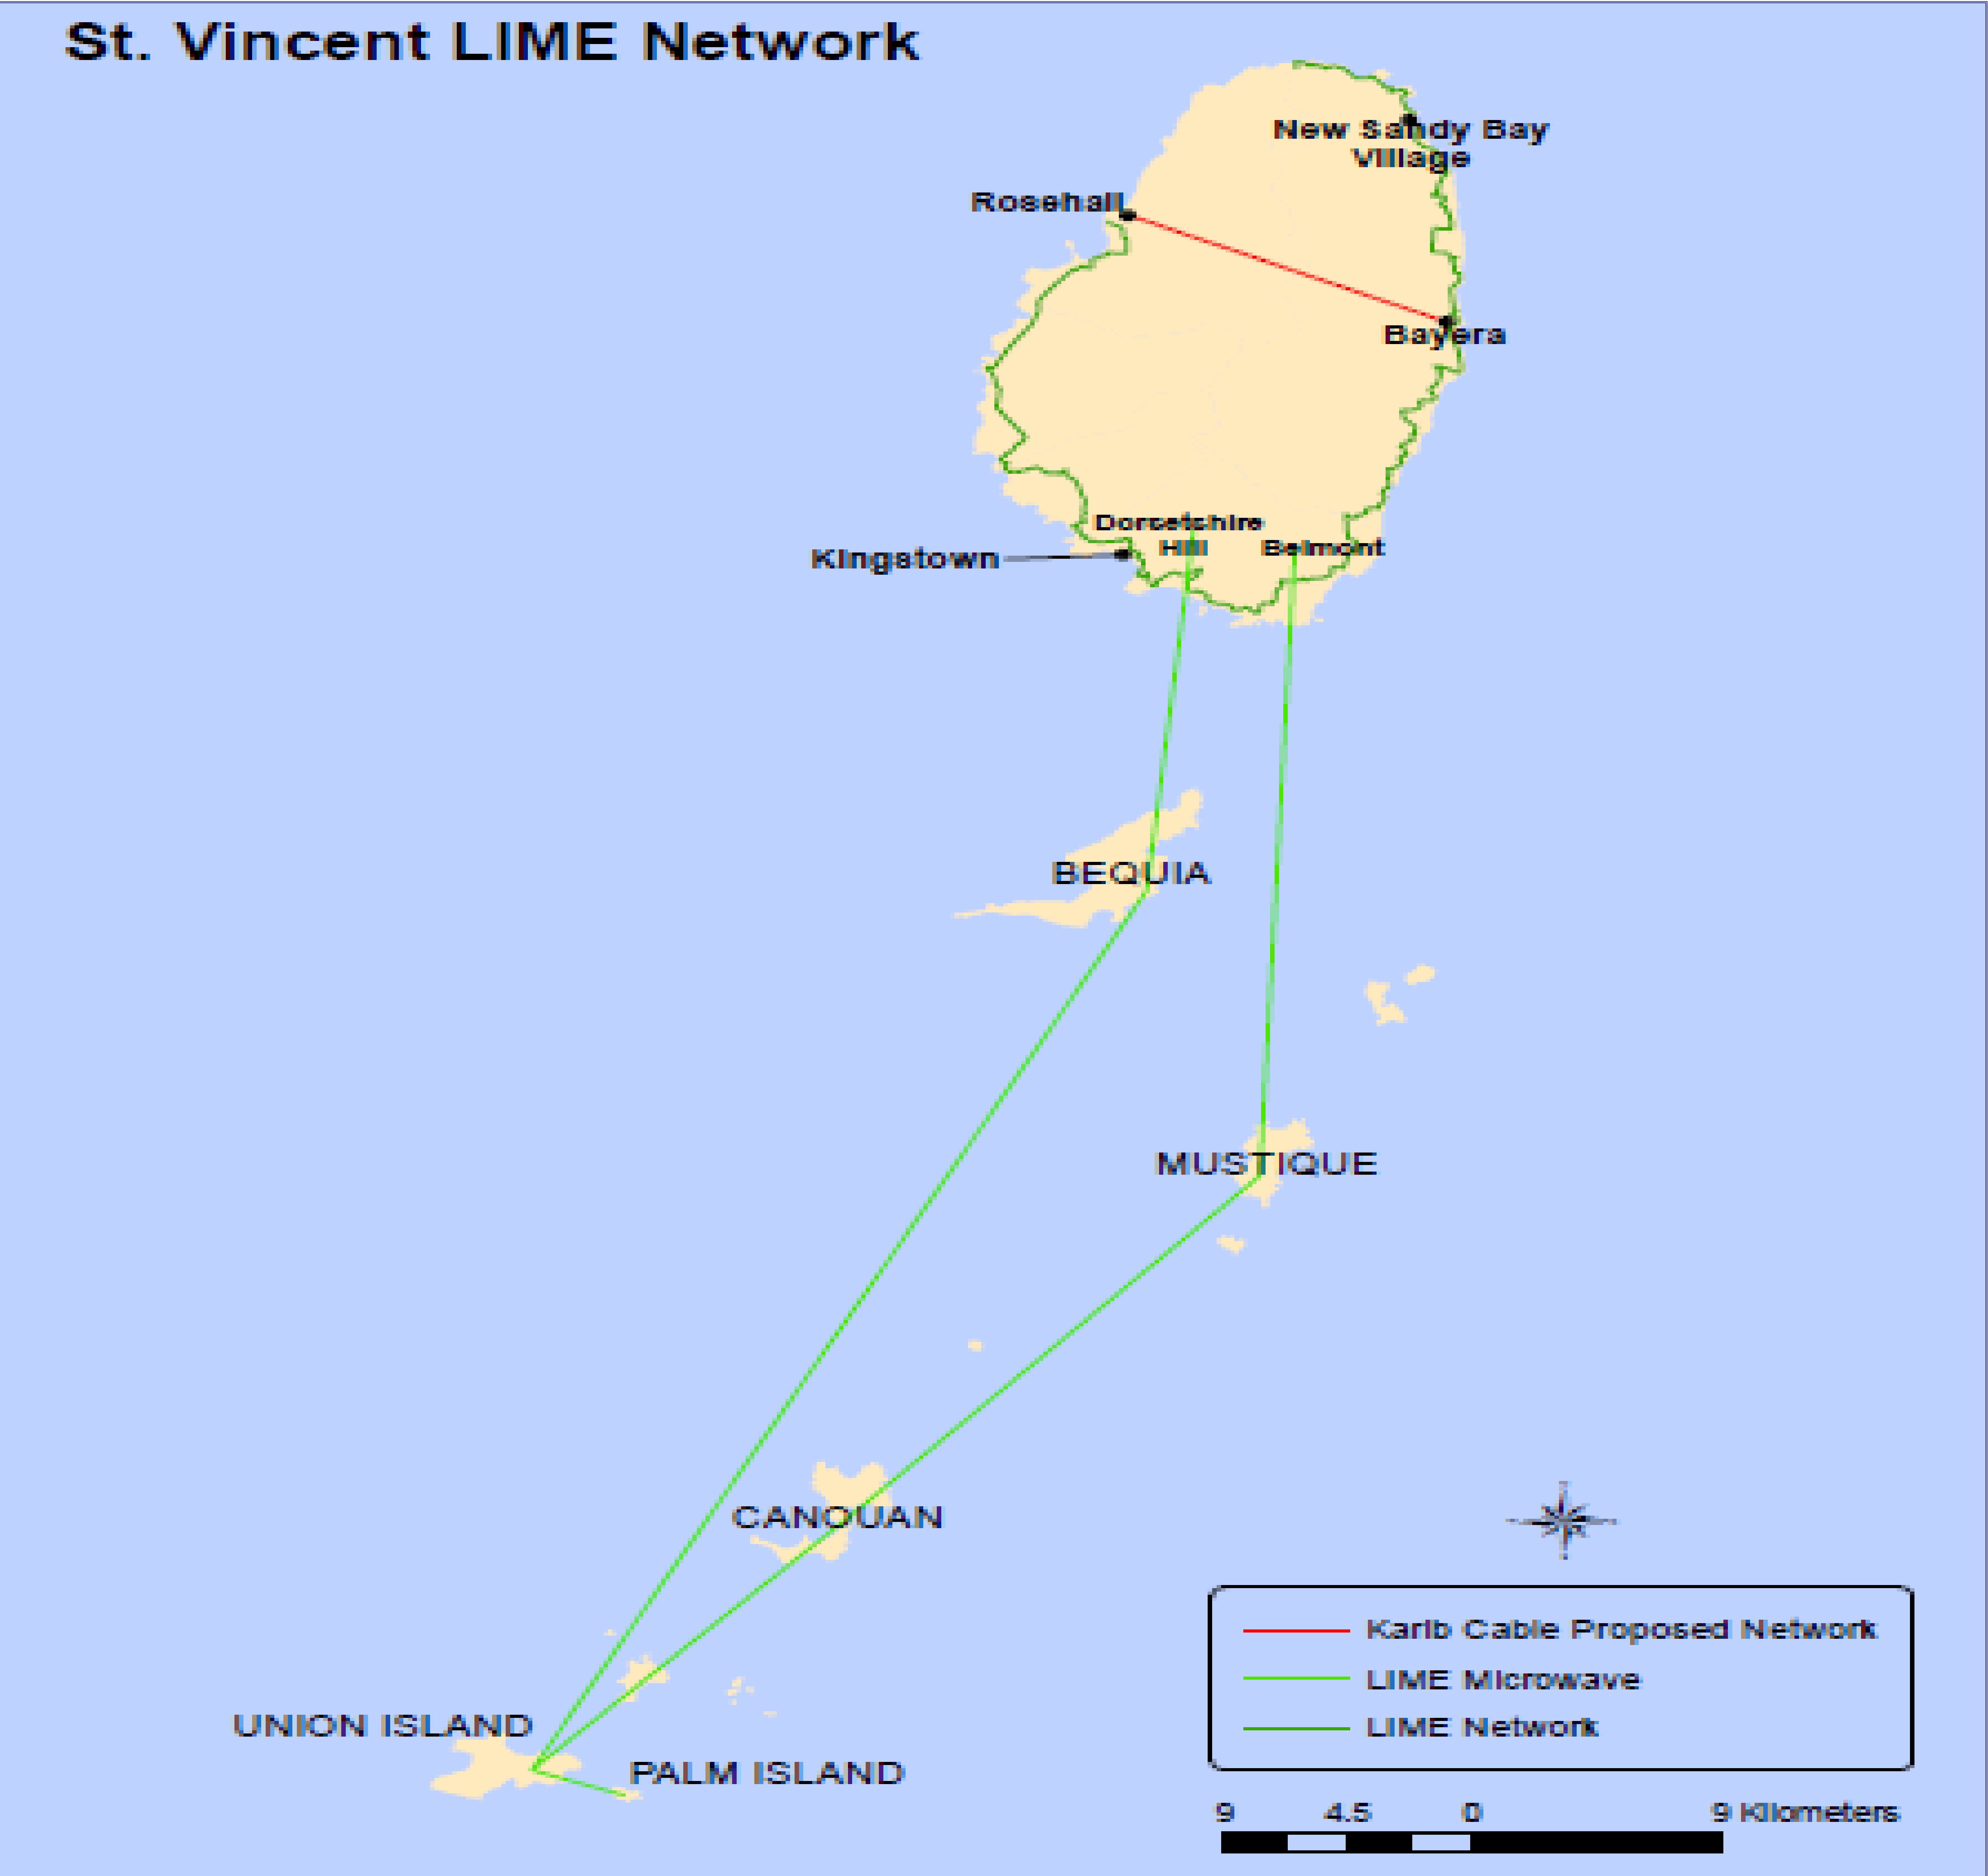 St. Vincent LIME Network
New Sandy Bay
Village
Rosehall
Bayera
Dorsetshire
Hill
Belmont
Kingstown
BEQUIA
MUSTIQUE
CANOUAN
UNION ISLAND
PALM ISLAND
Karib Cable Proposed Network
LIME Microwave
LIME Network
9 4.5 0 9 Kilometers